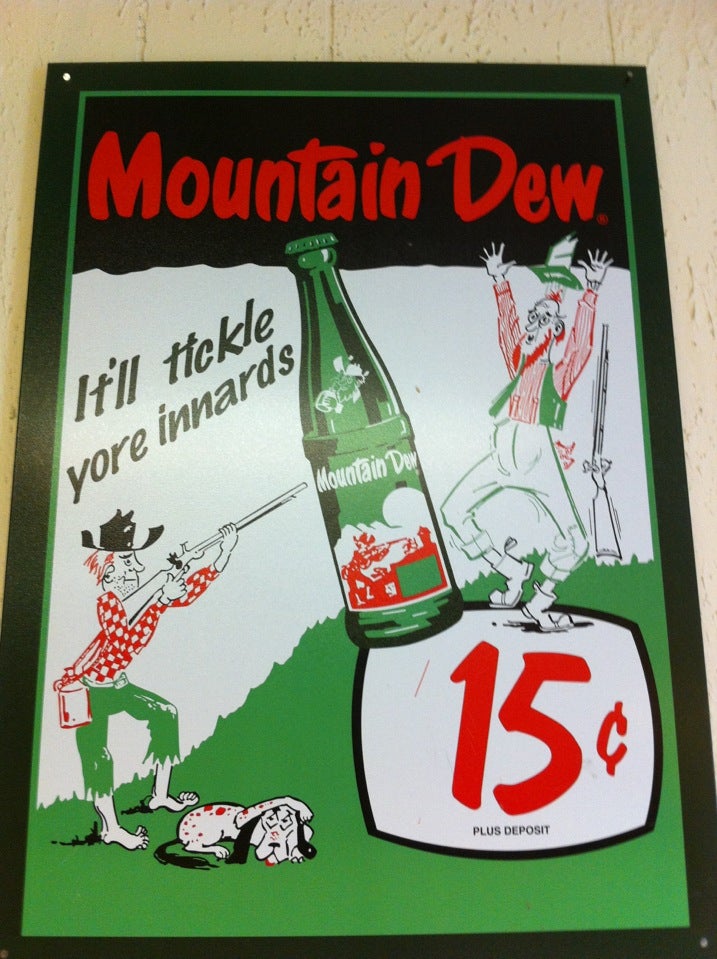 Mountain Dew®
It'll tickle
yore innards
Mountain Dew
15¢
PLUS DEPOSIT